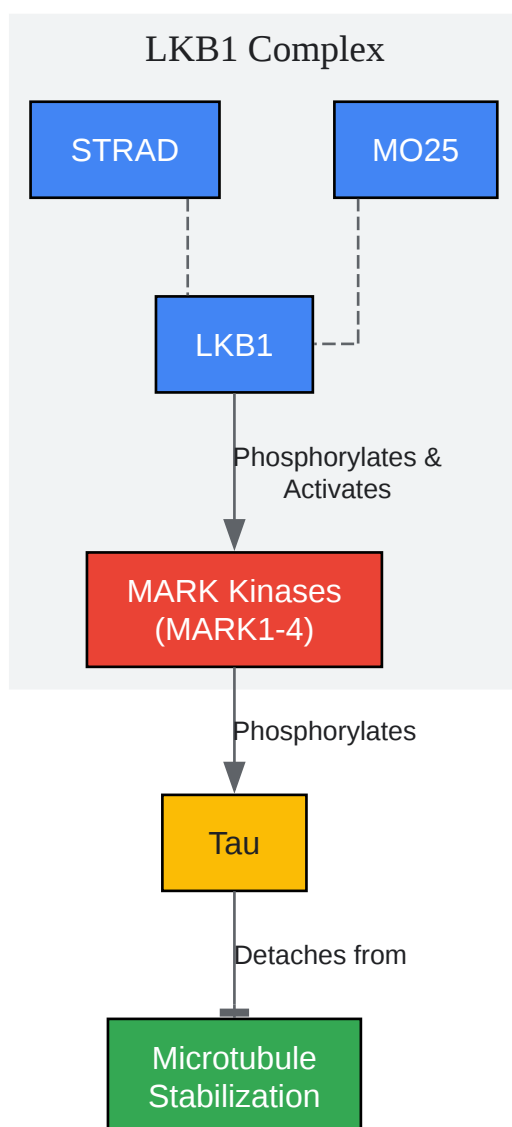 LKB1 Complex
STRAD
MO25
LKB1
Phosphorylates &
Activates
MARK Kinases
(MARK1-4)
Phosphorylates
Tau
Detaches from
Microtubule
Stabilization